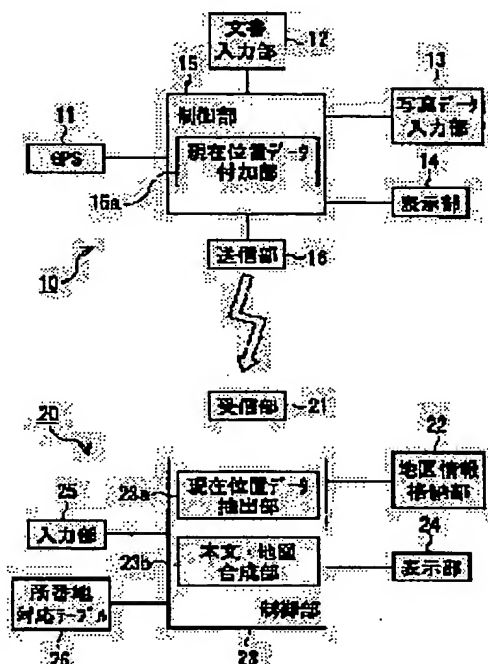 文書
入力部
12
15
13
制御部
写真データ
入力部
11
GPS
現在位置データ
付加部
14
表示部
15a
送信部
16
10
受信部
21
20
22
23a
現在位置データ
抽出部
地図情報
格納部
25
入力部
24
23b
本文・地図
合成部
表示部
所番地
対応テーブル
制御部
26
23